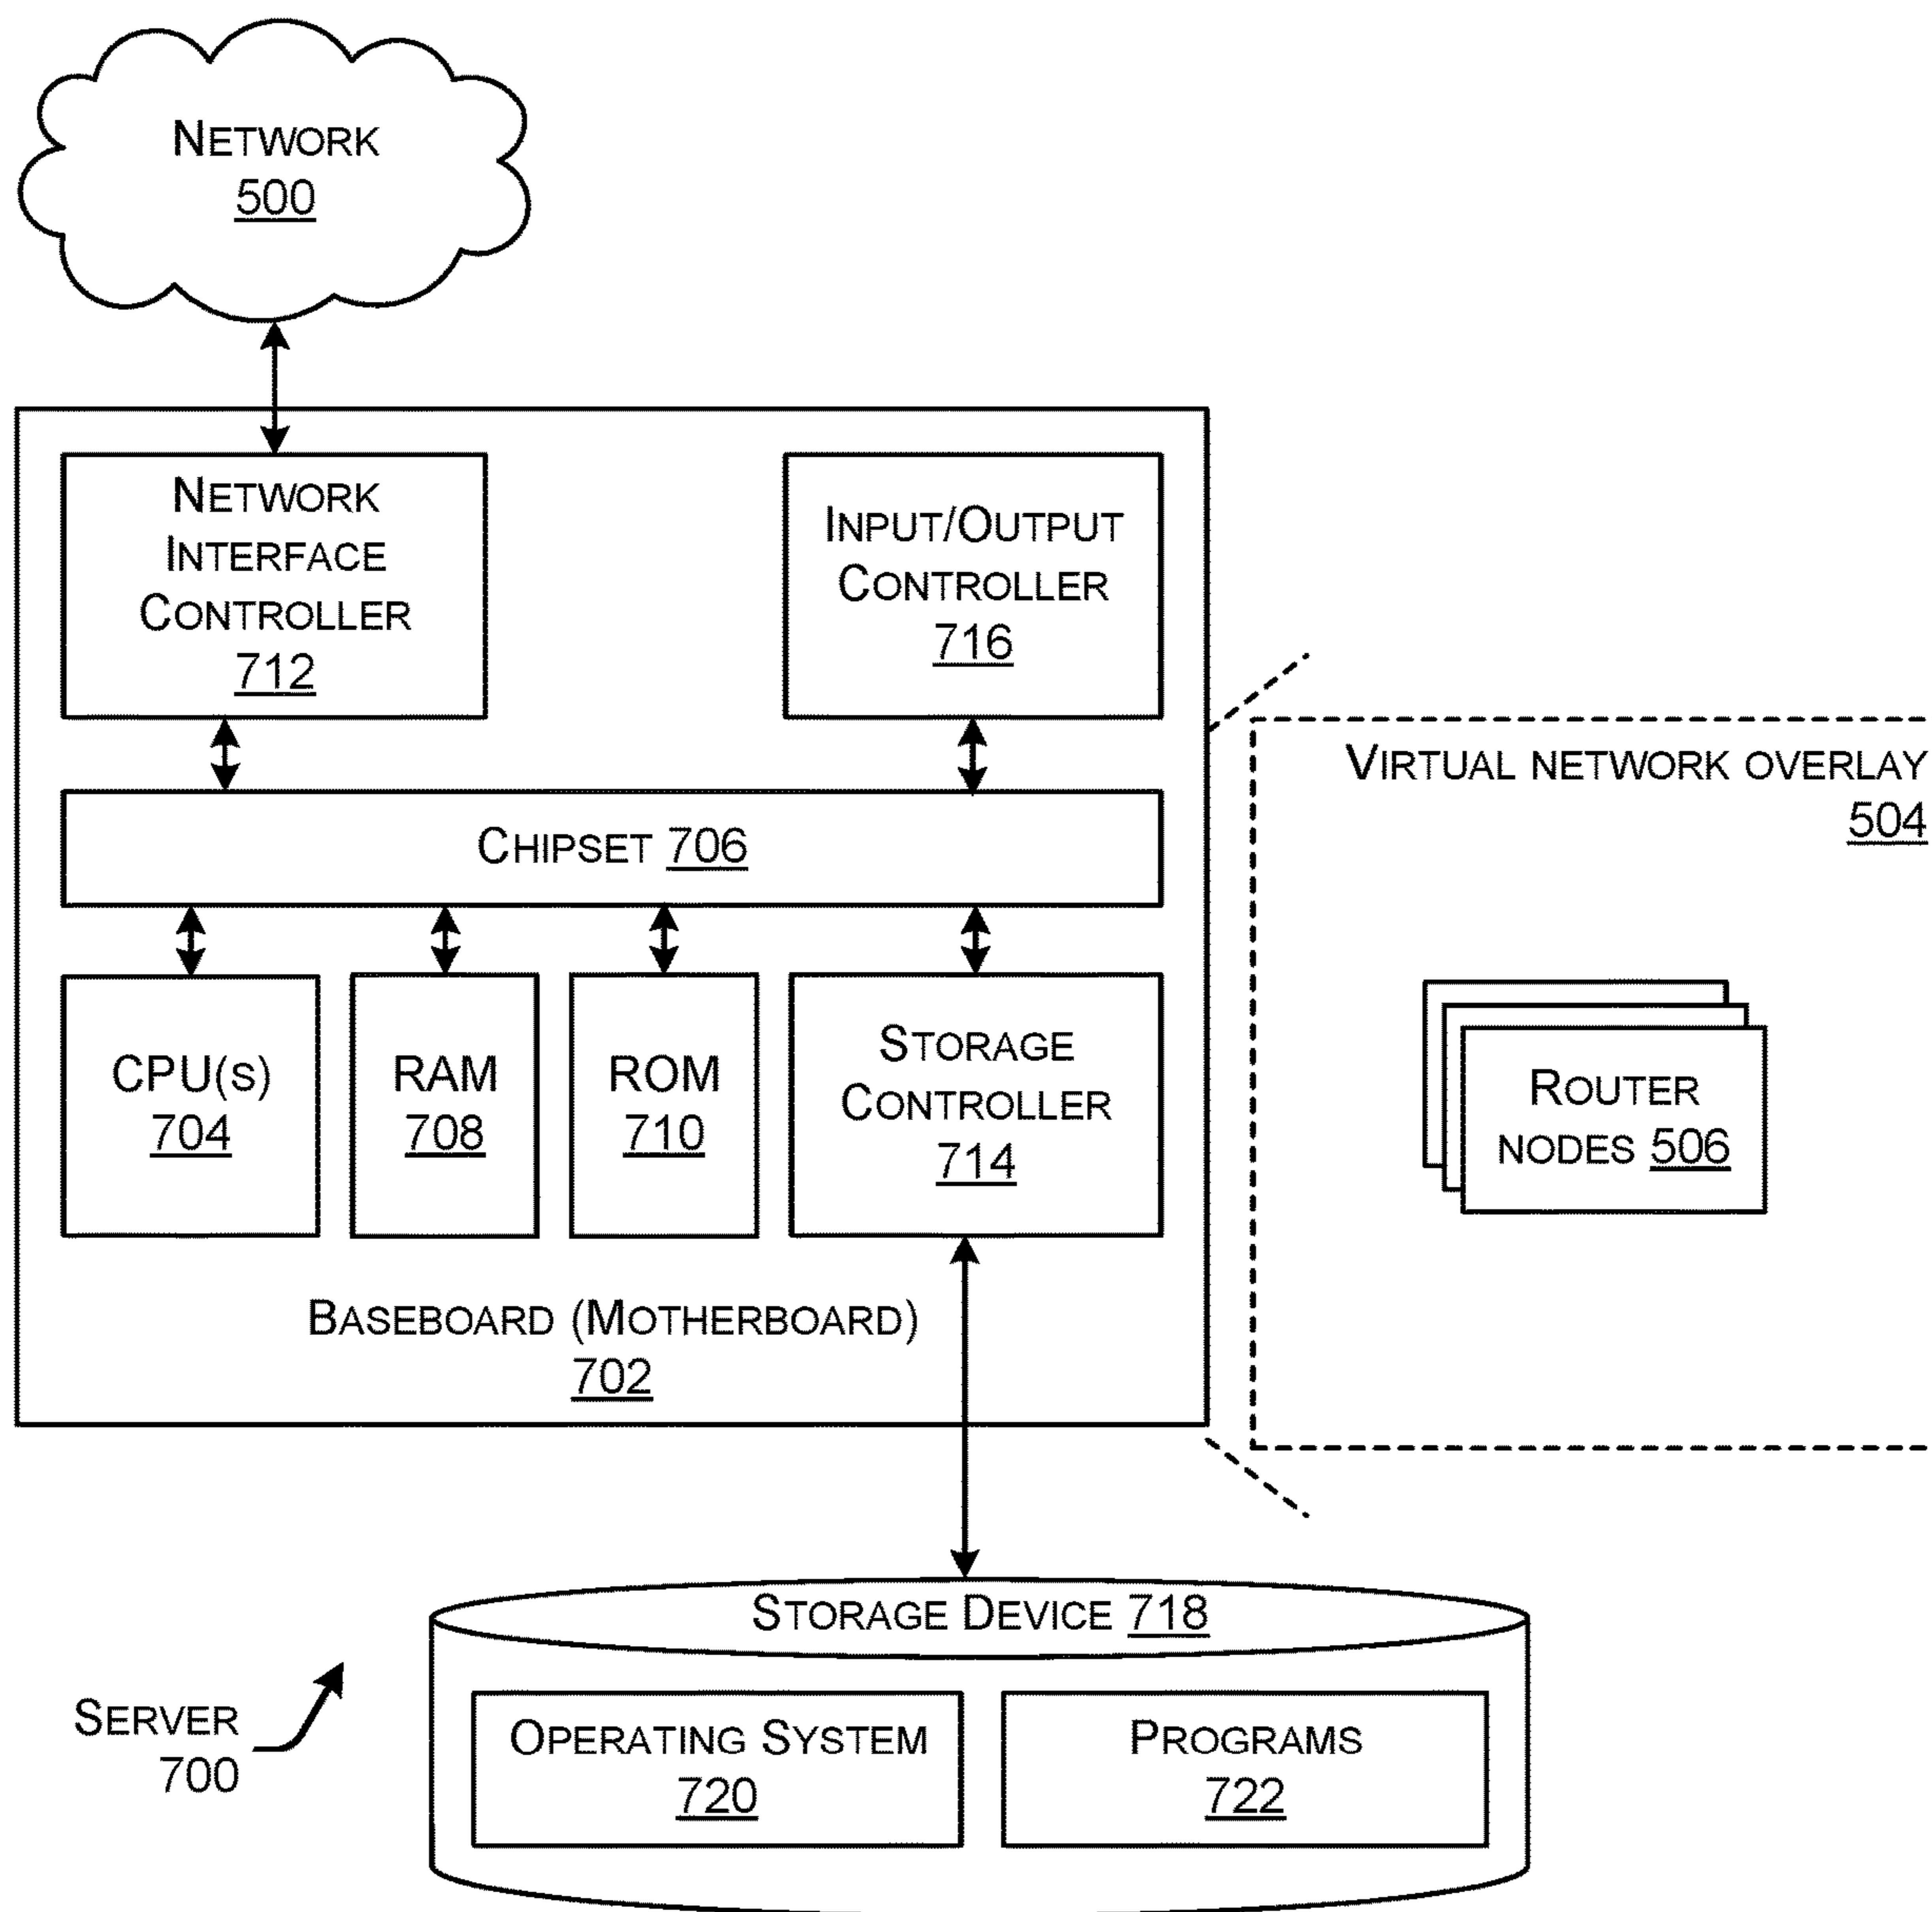 NETWORK
500
NETWORK
INTERFACE
CONTROLLER
712
INPUT/OUTPUT
CONTROLLER
716
VIRTUAL NETWORK OVERLAY
504
CHIPSET 706
CPU(S)
704
RAM
708
ROM
710
STORAGE
CONTROLLER
714
ROUTER
NODES 506
BASEBOARD (MOTHERBOARD)
702
STORAGE DEVICE 718
SERVER
700
OPERATING SYSTEM
720
PROGRAMS
722